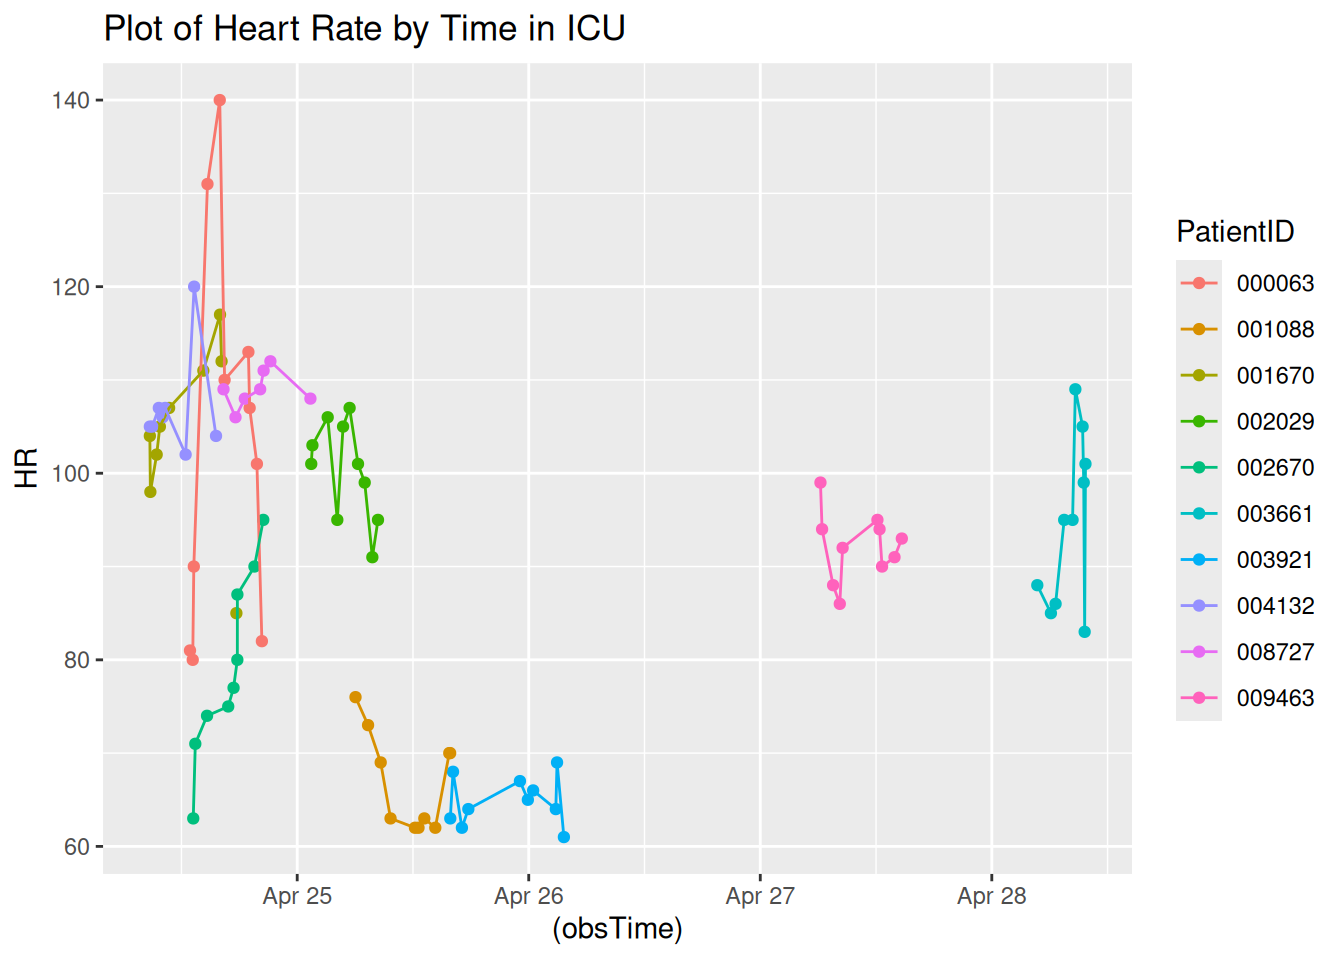 Plot of Heart Rate by Time in ICU
140
120
100
80
60
HR
Apr 25
Apr 26
Apr 27
Apr 28
(obsTime)
PatientID
000063
001088
001670
002029
002670
003661
003921
004132
008727
009463